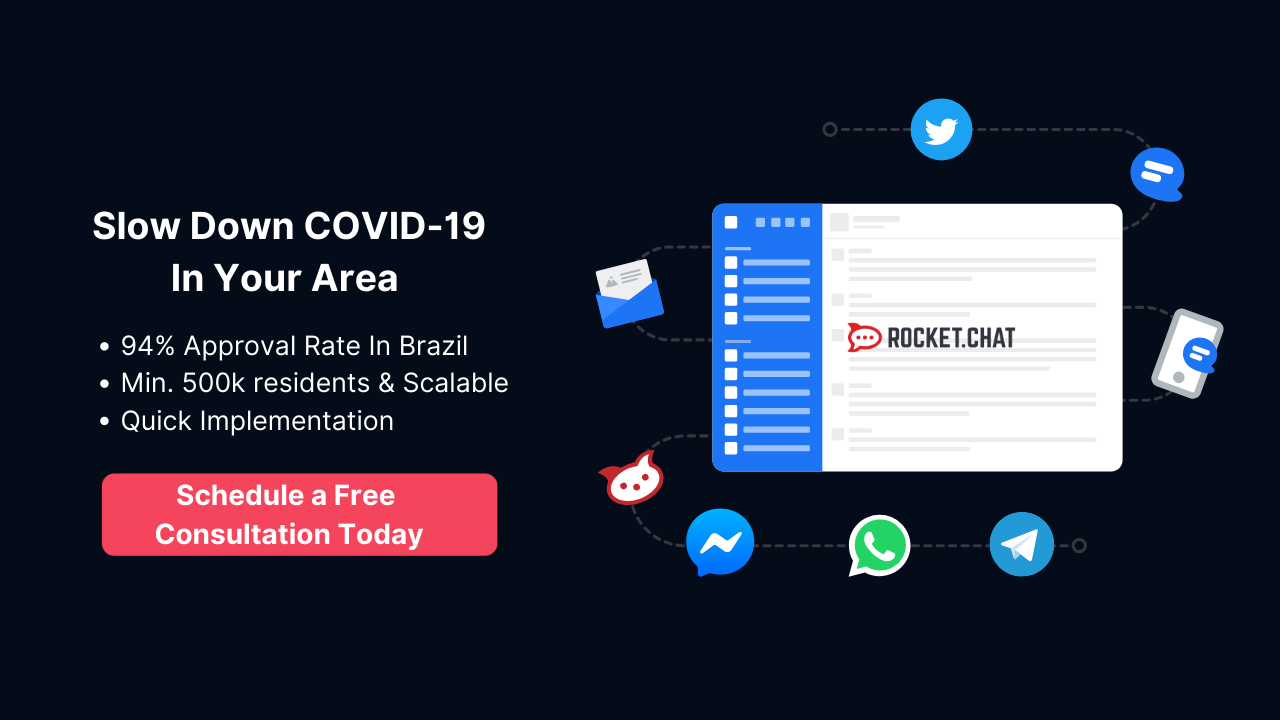 Slow Down COVID-19
In Your Area
• 94% Approval Rate In Brazil
• Min. 500k residents & Scalable
• Quick Implementation
Schedule a Free
Consultation Today
ROCKET.CHAT